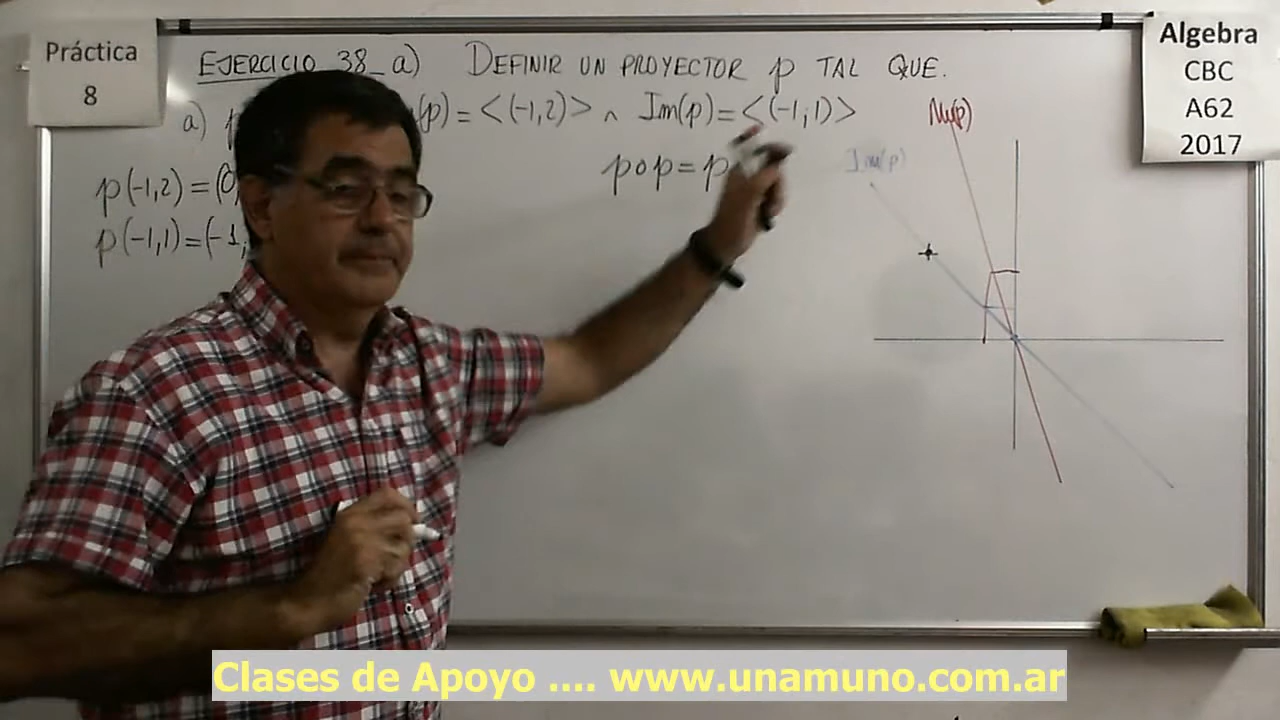 Práctica
8
EJERCICIO 38_a) DEFINIR UN PROYECTOR p TAL QUE.
a) p (p) = <(-1,2)> ∧ Im(p) = <(-1,1)>
p∘p = p
p(-1,2) = (0,
p(-1,1) = (-1,
Nu(p)
Im(p)
Algebra
CBC
A62
2017
Clases de Apoyo .... www.unamuno.com.ar